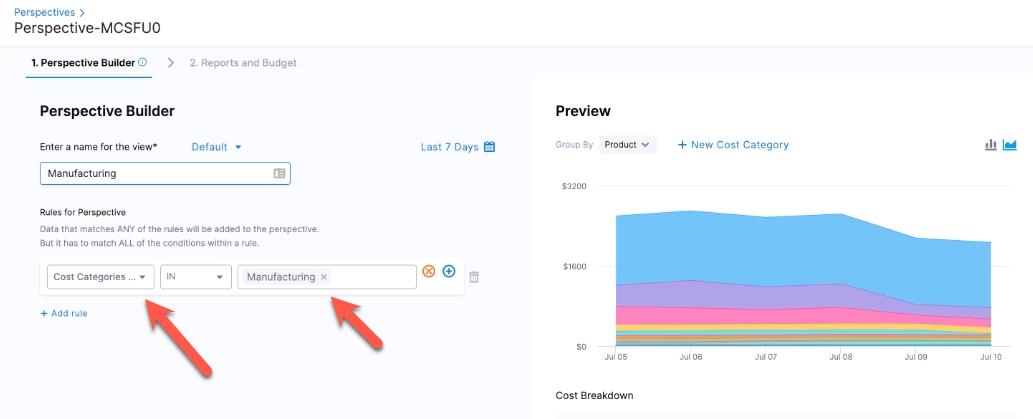 Perspectives >
Perspective-MCSFU0
1. Perspective Builder > 2. Reports and Budget
Perspective Builder
Enter a name for the view* Default Last 7 Days
Manufacturing
Rules for Perspective
Data that matches ANY of the rules will be added to the perspective.
But it has to match ALL of the conditions within a rule.
Cost Categories ... IN Manufacturing ×
+ Add rule
Preview
Group By Product + New Cost Category
$3200
$1600
$0
Jul 05 Jul 06 Jul 07 Jul 08 Jul 09 Jul 10
Cost Breakdown